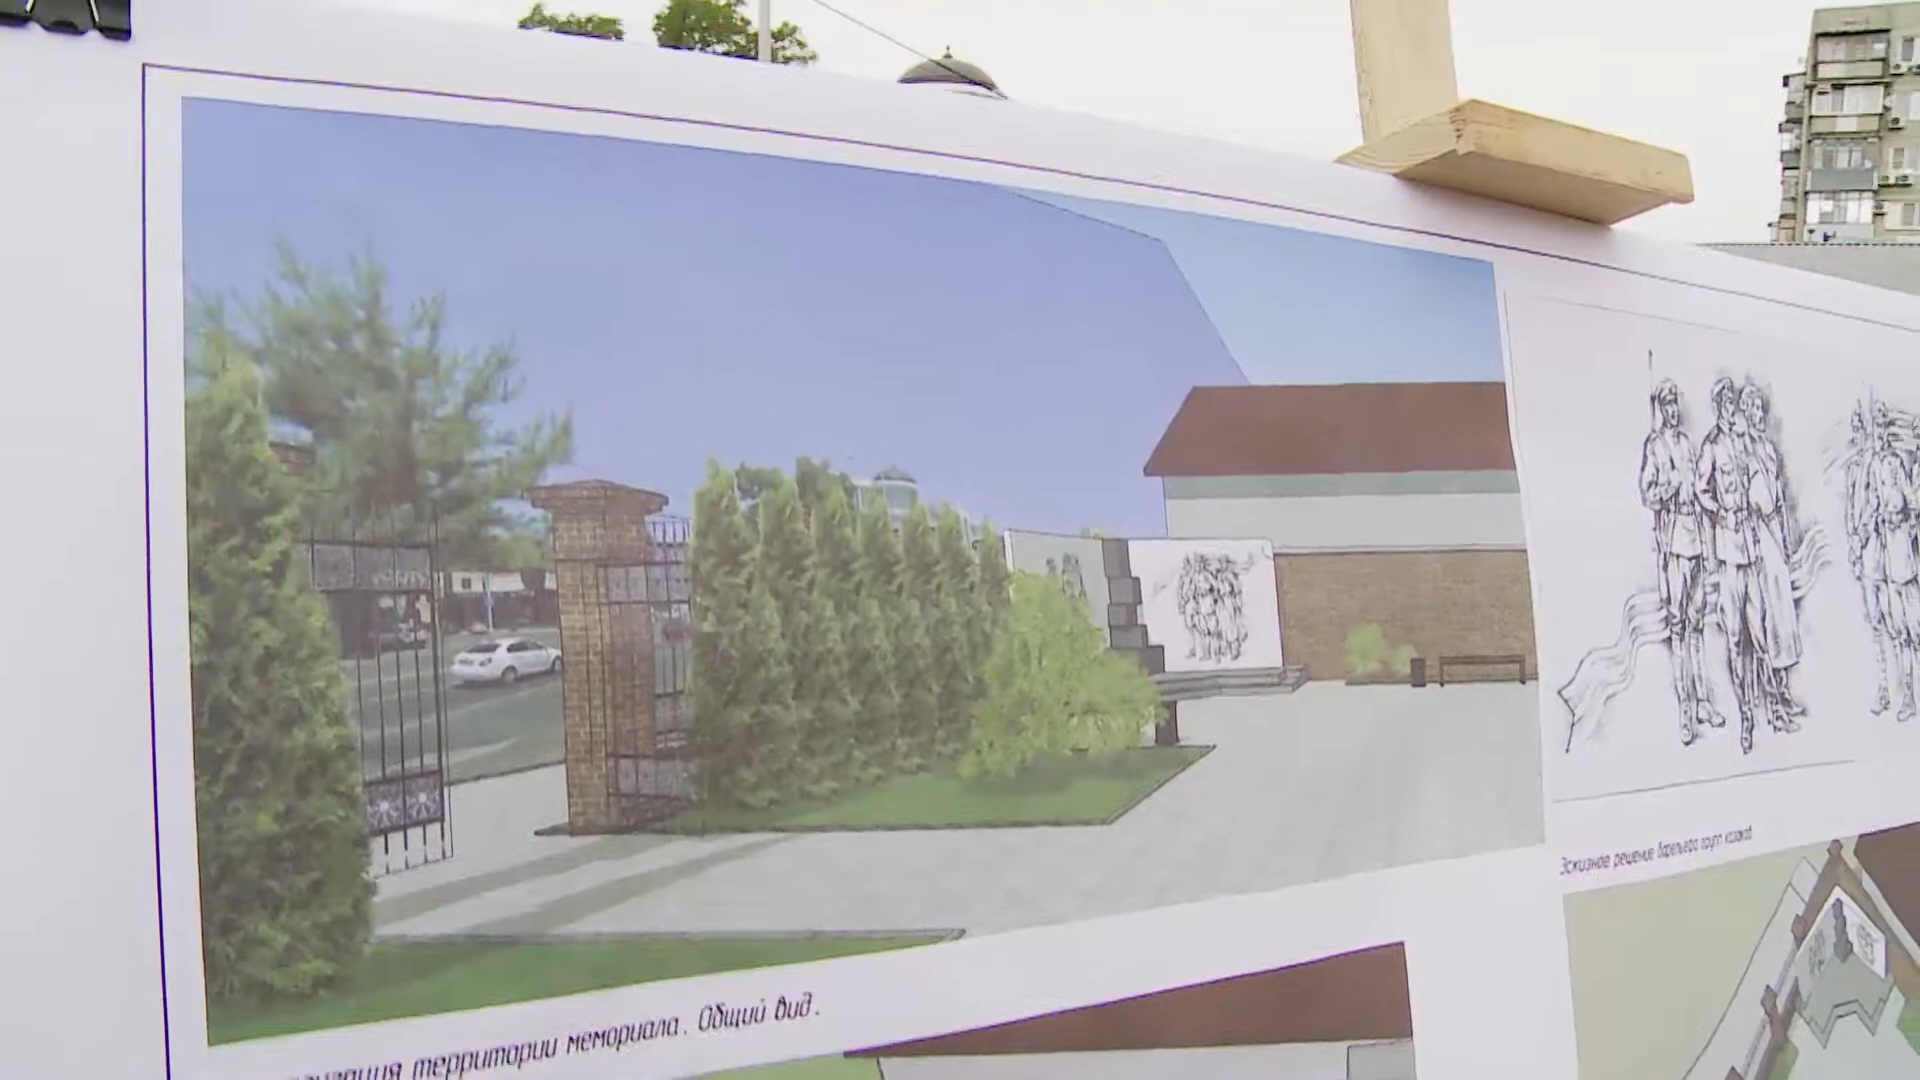 Эскизное решение барельефа групп казаков
территории мемориала. Общий вид.